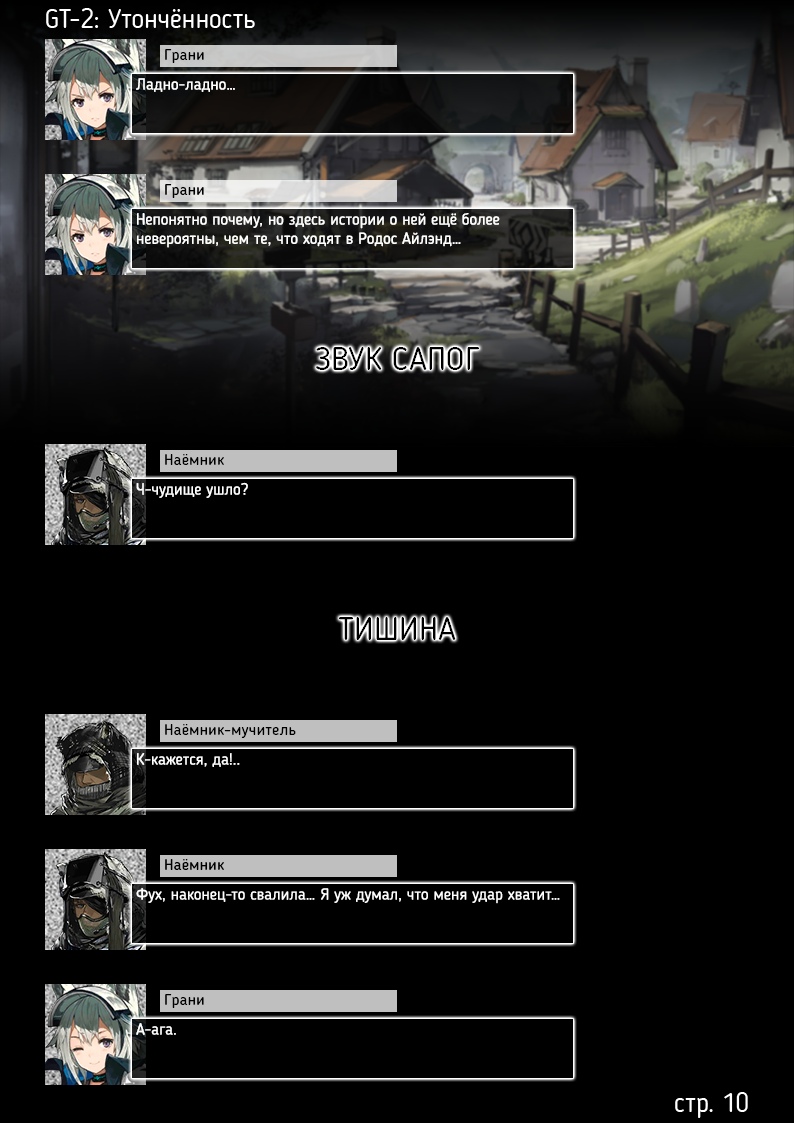 GT-2: Утончённость
Грани
Ладно-ладно...
Грани
Непонятно почему, но здесь истории о ней ещё более
невероятны, чем те, что ходят в Родос Айлэнд...
ЗВУК САПОГ
Наёмник
Ч-чудище ушло?
ТИШИНА
Наёмник-мучитель
К-кажется, да!..
Наёмник
Фух, наконец-то свалила... Я уж думал, что меня удар хватит...
Грани
А-ага.
стр. 10